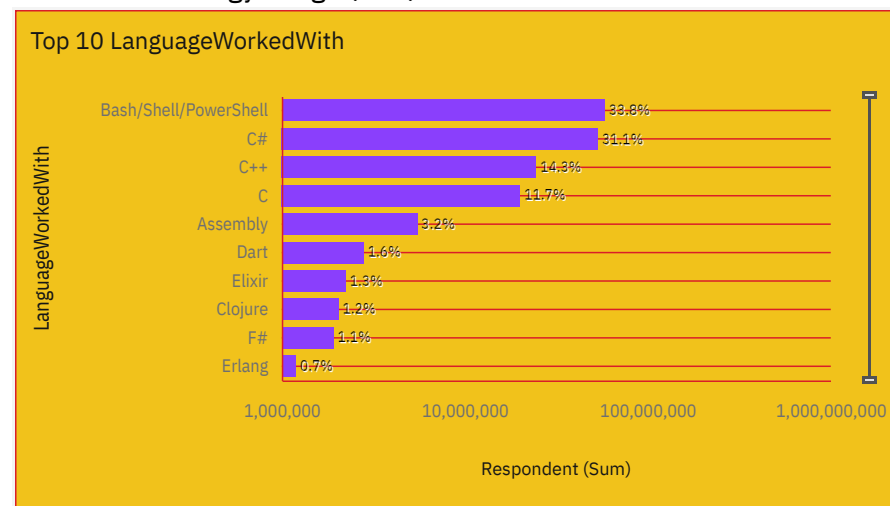 Top 10 LanguageWorkedWith
LanguageWorkedWith
Bash/Shell/PowerShell 33.8%
C# 31.1%
C++ 14.3%
C 11.7%
Assembly 3.2%
Dart 1.6%
Elixir 1.3%
Clojure 1.2%
F# 1.1%
Erlang 0.7%
1,000,000 10,000,000 100,000,000 1,000,000,000
Respondent (Sum)